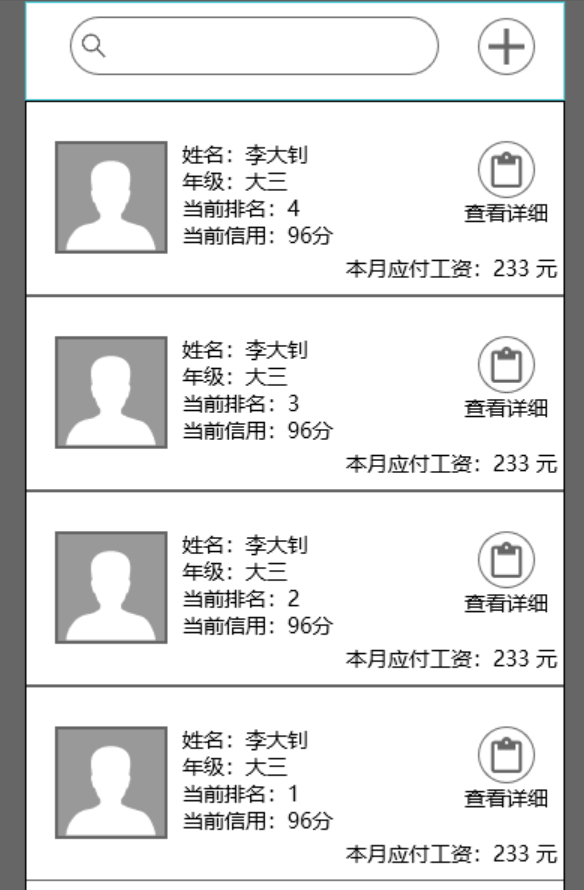 姓名：李大钊
年级：大三
当前排名：4
当前信用：96分
查看详细
本月应付工资：233 元
姓名：李大钊
年级：大三
当前排名：3
当前信用：96分
查看详细
本月应付工资：233 元
姓名：李大钊
年级：大三
当前排名：2
当前信用：96分
查看详细
本月应付工资：233 元
姓名：李大钊
年级：大三
当前排名：1
当前信用：96分
查看详细
本月应付工资：233 元